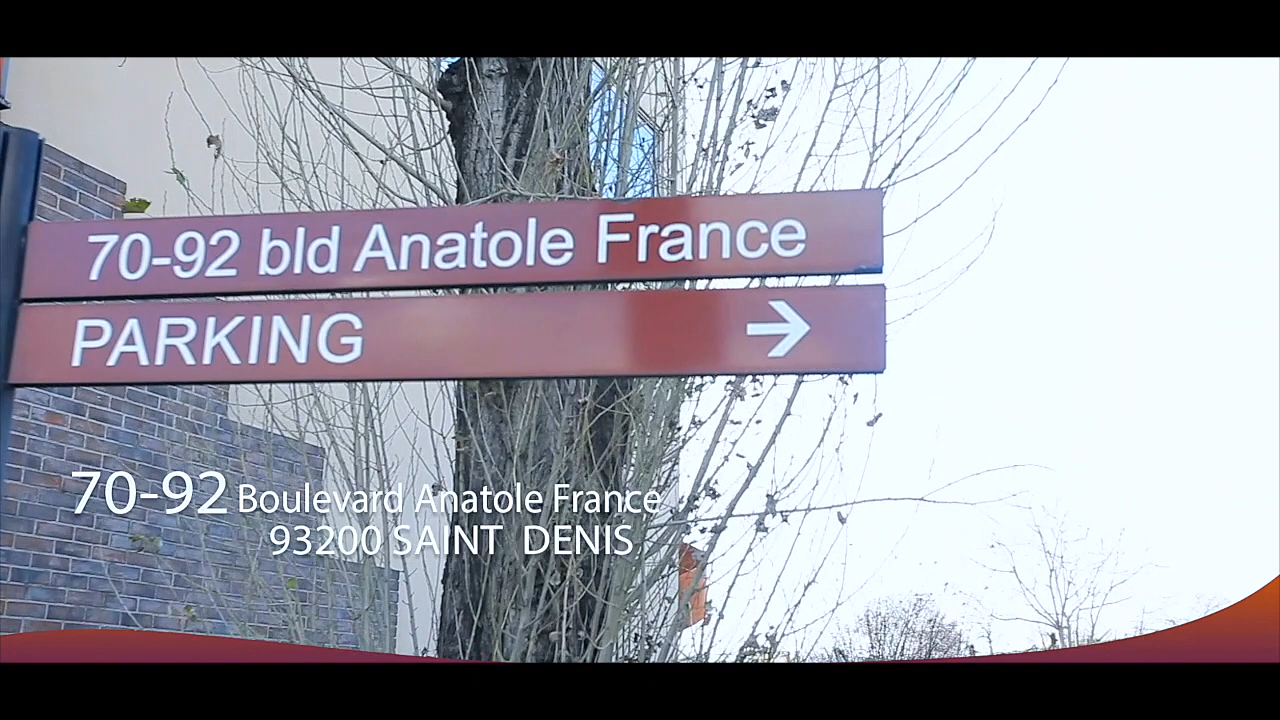 70-92 bld Anatole France
PARKING →
70-92 Boulevard Anatole France
93200 SAINT DENIS